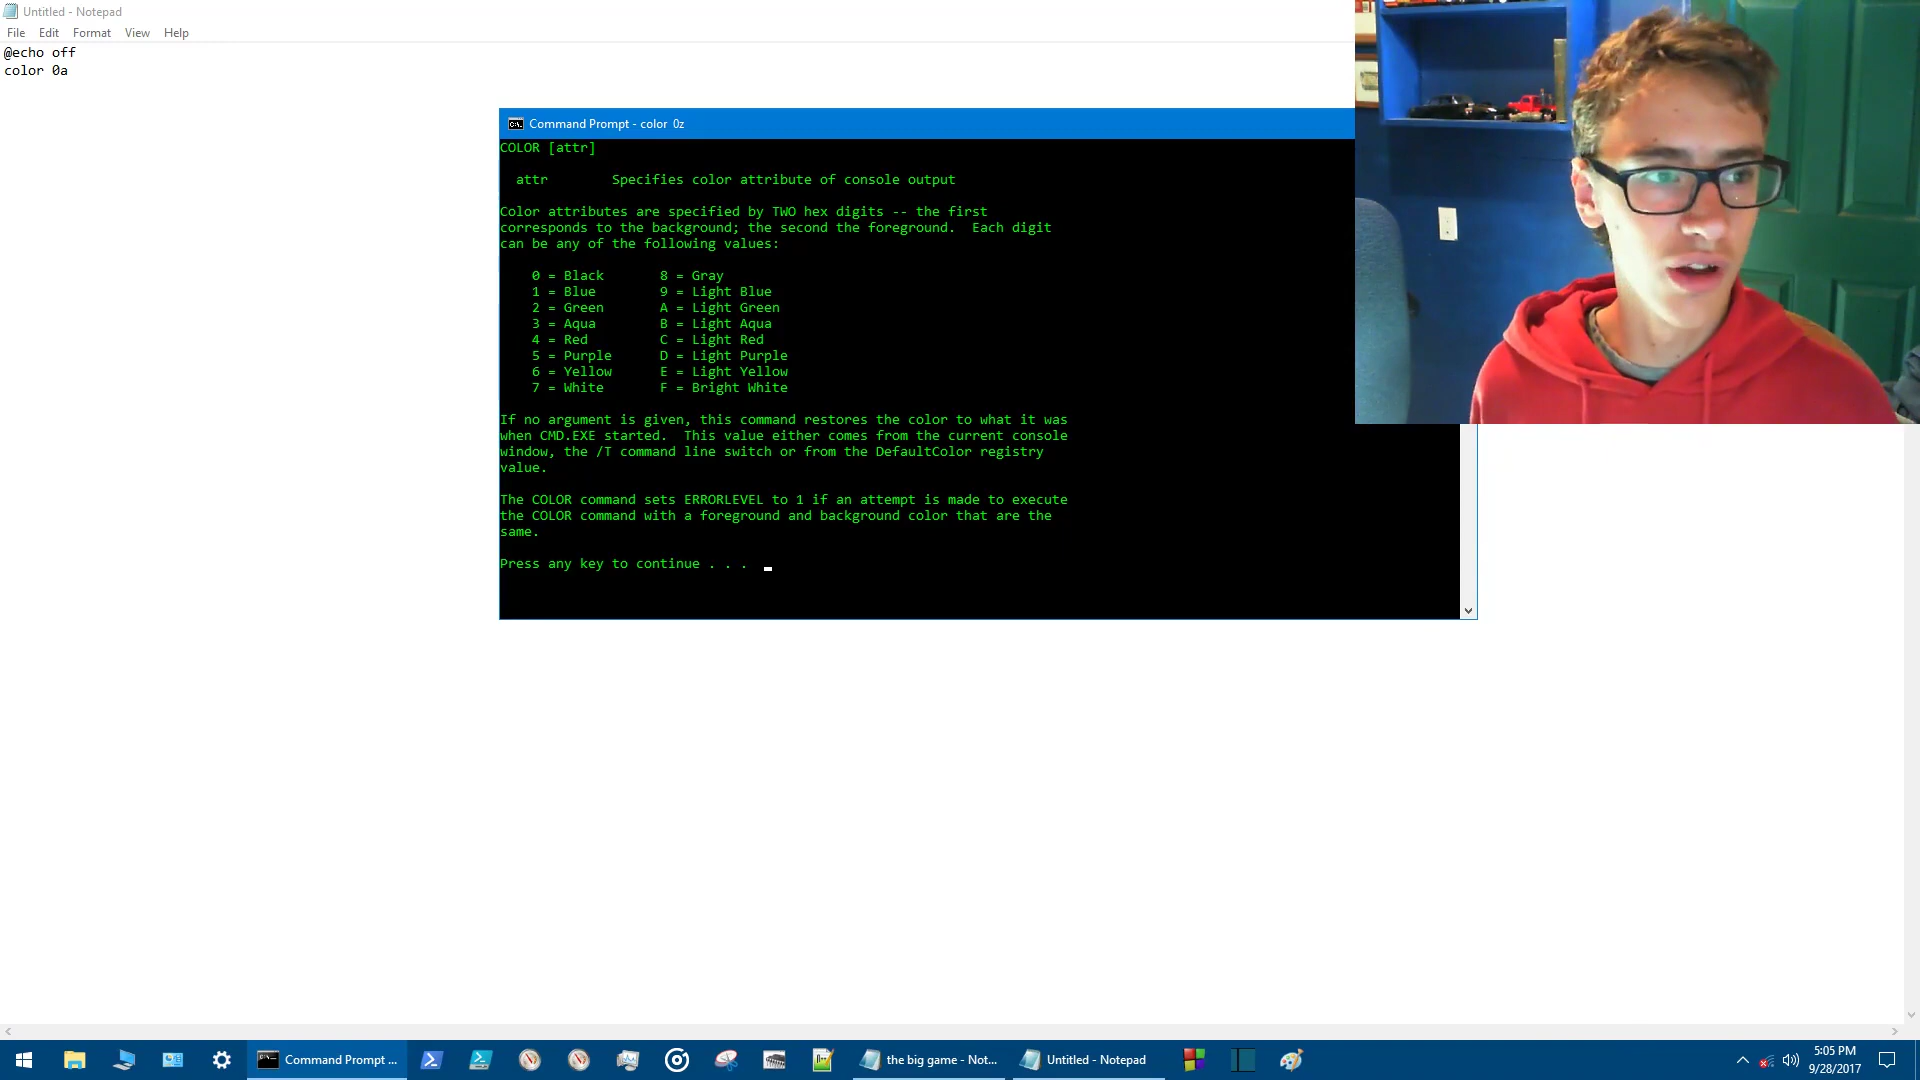 Untitled - Notepad
File Edit Format View Help
@echo off
color 0a
Command Prompt - color 0z
COLOR [attr]
attr Specifies color attribute of console output
Color attributes are specified by TWO hex digits -- the first
corresponds to the background; the second the foreground. Each digit
can be any of the following values:
0 = Black 8 = Gray
1 = Blue 9 = Light Blue
2 = Green A = Light Green
3 = Aqua B = Light Aqua
4 = Red C = Light Red
5 = Purple D = Light Purple
6 = Yellow E = Light Yellow
7 = White F = Bright White
If no argument is given, this command restores the color to what it was
when CMD.EXE started. This value either comes from the current console
window, the /T command line switch or from the DefaultColor registry
value.
The COLOR command sets ERRORLEVEL to 1 if an attempt is made to execute
the COLOR command with a foreground and background color that are the
same.
Press any key to continue . . .
Command Prompt ...
the big game - Not...
Untitled - Notepad
5:05 PM
9/28/2017